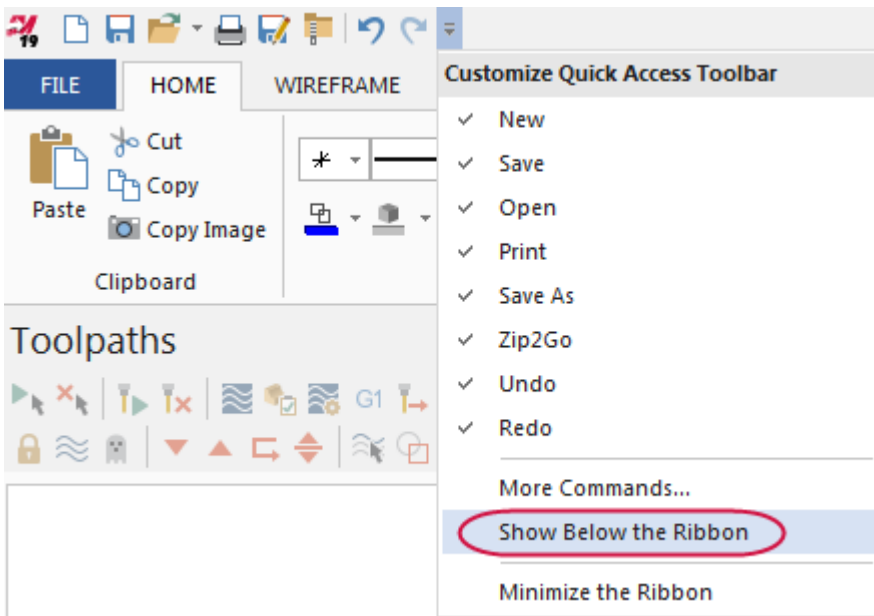 19
Customize Quick Access Toolbar
FILE
HOME
WIREFRAME
New
Save
Open
Print
Save As
Zip2Go
Undo
Redo
More Commands...
Show Below the Ribbon
Minimize the Ribbon
Paste
Cut
Copy
Copy Image
Clipboard
Toolpaths
G1